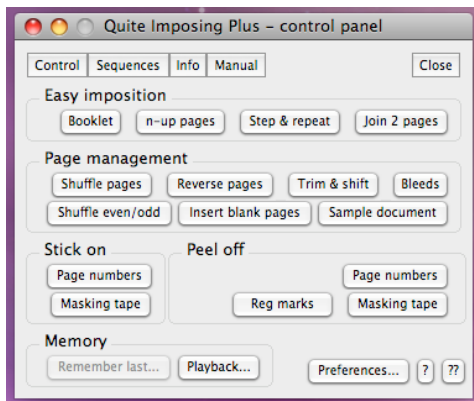 Quite Imposing Plus - control panel
Control Sequences Info Manual Close
Easy imposition
Booklet n-up pages Step & repeat Join 2 pages
Page management
Shuffle pages Reverse pages Trim & shift Bleeds
Shuffle even/odd Insert blank pages Sample document
Stick on Peel off
Page numbers Page numbers
Masking tape Reg marks Masking tape
Memory
Remember last... Playback... Preferences... ? ??